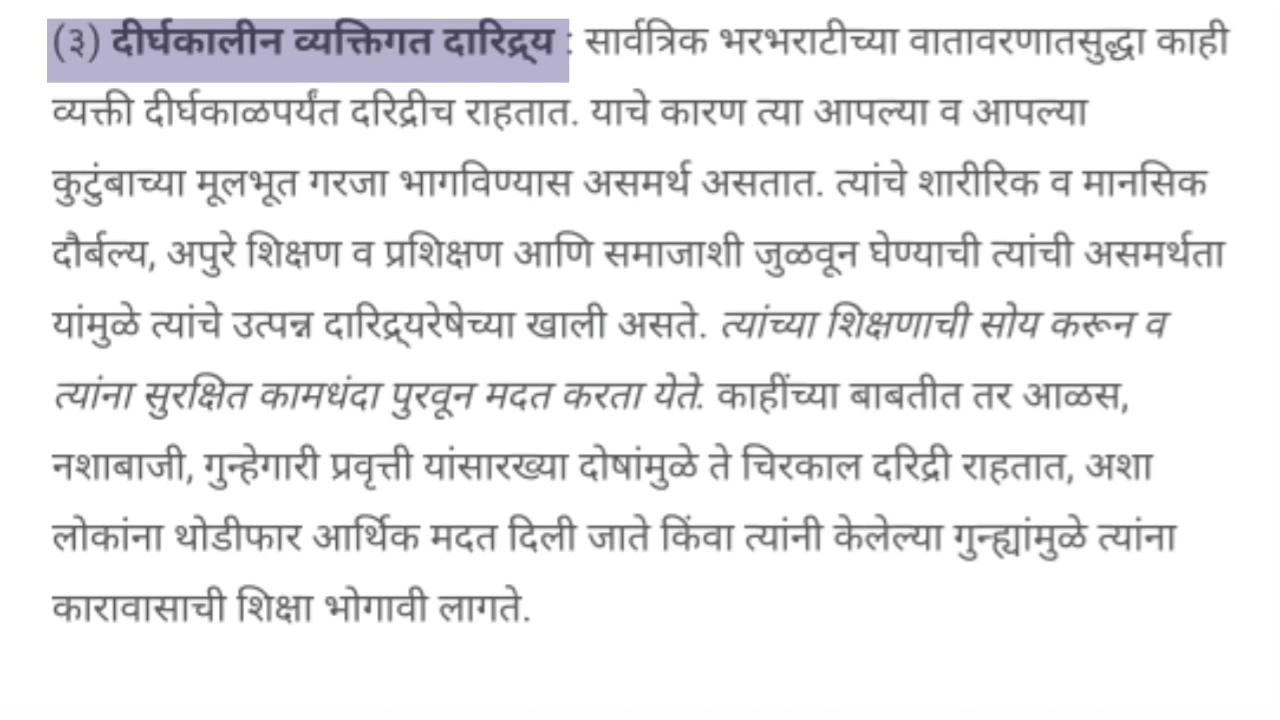 (३) दीर्घकालीन व्यक्तिगत दारिद्र्य : सार्वत्रिक भरभराटीच्या वातावरणातसुद्धा काही
व्यक्ती दीर्घकाळपर्यंत दरिद्रीच राहतात. याचे कारण त्या आपल्या व आपल्या
कुटुंबाच्या मूलभूत गरजा भागविण्यास असमर्थ असतात. त्यांचे शारीरिक व मानसिक
दौर्बल्य, अपुरे शिक्षण व प्रशिक्षण आणि समाजाशी जुळवून घेण्याची त्यांची असमर्थता
यांमुळे त्यांचे उत्पन्न दारिद्र्यरेषेच्या खाली असते. त्यांच्या शिक्षणाची सोय करून व
त्यांना सुरक्षित कामधंदा पुरवून मदत करता येते. काहींच्या बाबतीत तर आळस,
नशाबाजी, गुन्हेगारी प्रवृत्ती यांसारख्या दोषांमुळे ते चिरकाल दरिद्री राहतात, अशा
लोकांना थोडीफार आर्थिक मदत दिली जाते किंवा त्यांनी केलेल्या गुन्ह्यांमुळे त्यांना
कारावासाची शिक्षा भोगावी लागते.